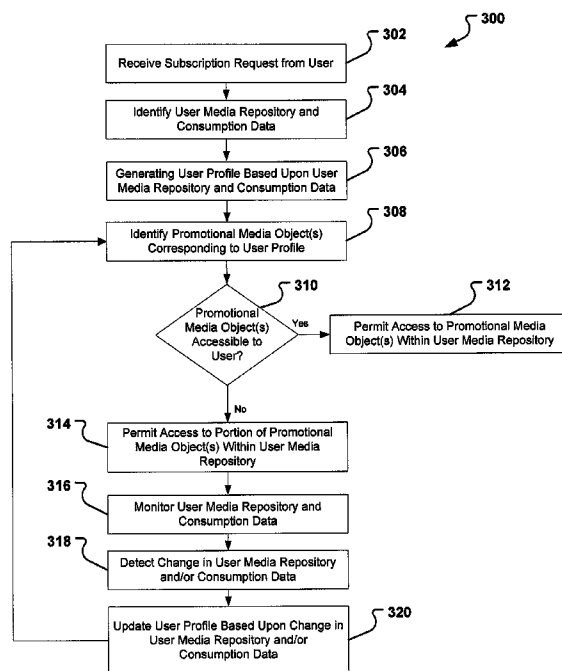 300
302
Receive Subscription Request from User
304
Identify User Media Repository and
Consumption Data
306
Generating User Profile Based Upon User
Media Repository and Consumption Data
308
Identify Promotional Media Object(s)
Corresponding to User Profile
310
Promotional
Media Object(s)
Accessible to
User?
Yes
312
Permit Access to Promotional Media
Object(s) Within User Media Repository
No
314
Permit Access to Portion of Promotional
Media Object(s) Within User Media
Repository
316
Monitor User Media Repository and
Consumption Data
318
Detect Change in User Media Repository
and/or Consumption Data
Update User Profile Based Upon Change in
User Media Repository and/or
Consumption Data
320